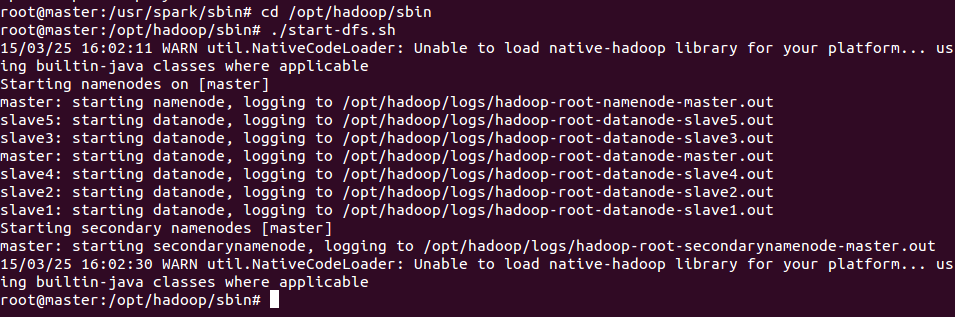 root@master:/usr/spark/sbin# cd /opt/hadoop/sbin
root@master:/opt/hadoop/sbin# ./start-dfs.sh
15/03/25 16:02:11 WARN util.NativeCodeLoader: Unable to load native-hadoop library for your platform... us
ing builtin-java classes where applicable
Starting namenodes on [master]
master: starting namenode, logging to /opt/hadoop/logs/hadoop-root-namenode-master.out
slave5: starting datanode, logging to /opt/hadoop/logs/hadoop-root-datanode-slave5.out
slave3: starting datanode, logging to /opt/hadoop/logs/hadoop-root-datanode-slave3.out
master: starting datanode, logging to /opt/hadoop/logs/hadoop-root-datanode-master.out
slave4: starting datanode, logging to /opt/hadoop/logs/hadoop-root-datanode-slave4.out
slave2: starting datanode, logging to /opt/hadoop/logs/hadoop-root-datanode-slave2.out
slave1: starting datanode, logging to /opt/hadoop/logs/hadoop-root-datanode-slave1.out
Starting secondary namenodes [master]
master: starting secondarynamenode, logging to /opt/hadoop/logs/hadoop-root-secondarynamenode-master.out
15/03/25 16:02:30 WARN util.NativeCodeLoader: Unable to load native-hadoop library for your platform... us
ing builtin-java classes where applicable
root@master:/opt/hadoop/sbin#